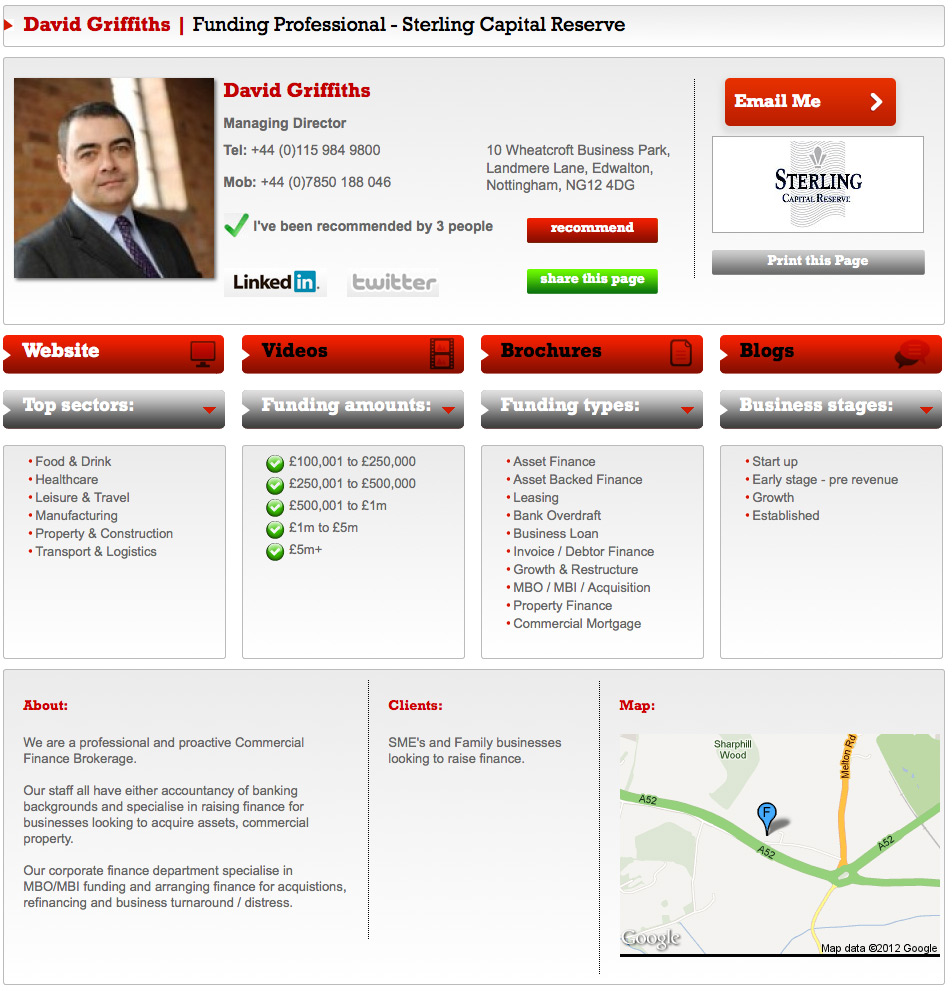 David Griffiths | Funding Professional - Sterling Capital Reserve
David Griffiths
Managing Director
Tel: +44 (0)115 984 9800
Mob: +44 (0)7850 188 046
10 Wheatcroft Business Park,
Landmere Lane, Edwalton,
Nottingham, NG12 4DG
I've been recommended by 3 people
recommend
Linked in.
twitter
share this page
Email Me
STERLING
CAPITAL RESERVE
Print this Page
Website
Videos
Brochures
Blogs
Top sectors:
Funding amounts:
Funding types:
Business stages:
• Food & Drink
• Healthcare
• Leisure & Travel
• Manufacturing
• Property & Construction
• Transport & Logistics
£100,001 to £250,000
£250,001 to £500,000
£500,001 to £1m
£1m to £5m
£5m+
• Asset Finance
• Asset Backed Finance
• Leasing
• Bank Overdraft
• Business Loan
• Invoice / Debtor Finance
• Growth & Restructure
• MBO / MBI / Acquisition
• Property Finance
• Commercial Mortgage
• Start up
• Early stage - pre revenue
• Growth
• Established
About:
We are a professional and proactive Commercial
Finance Brokerage.
Our staff all have either accountancy of banking
backgrounds and specialise in raising finance for
businesses looking to acquire assets, commercial
property.
Our corporate finance department specialise in
MBO/MBI funding and arranging finance for acquistions,
refinancing and business turnaround / distress.
Clients:
SME's and Family businesses
looking to raise finance.
Map:
Sharphill
Wood
Melton Rd
A52
F
A52
A52
Google
Map data ©2012 Google